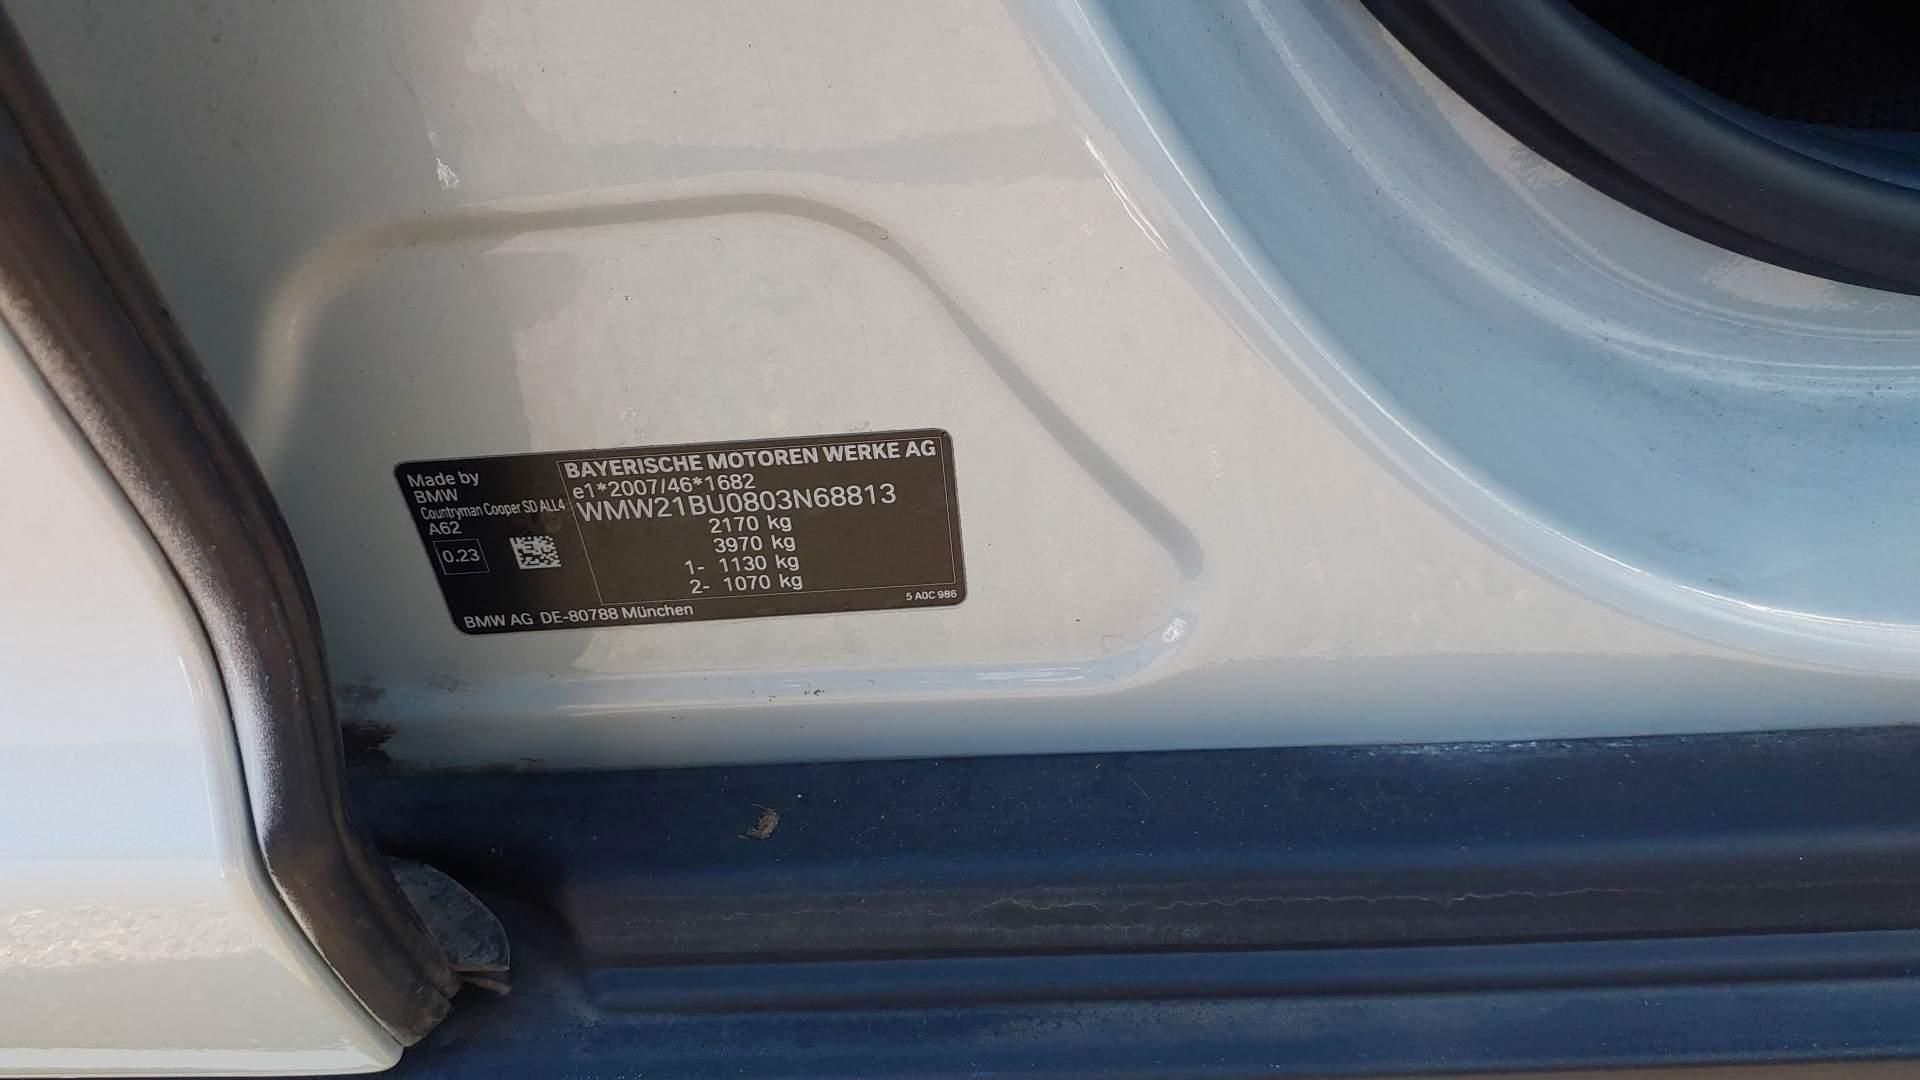 Made by
BMW
Countryman Cooper SD ALL4
A62
0.23
BAYERISCHE MOTOREN WERKE AG
e1*2007/46*1682
WMW21BU0803N68813
2170 kg
3970 kg
1- 1130 kg
2- 1070 kg
BMW AG DE-80788 München
5 A0C 986